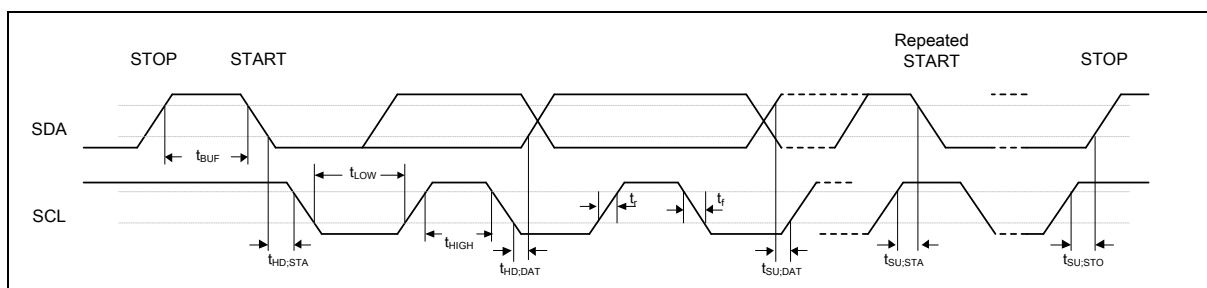 Repeated
STOP START START STOP
SDA
tBUF
tLOW
SCL
tr tf
tHIGH
tHD;STA tHD;DAT tSU;DAT tSU;STA tSU;STO